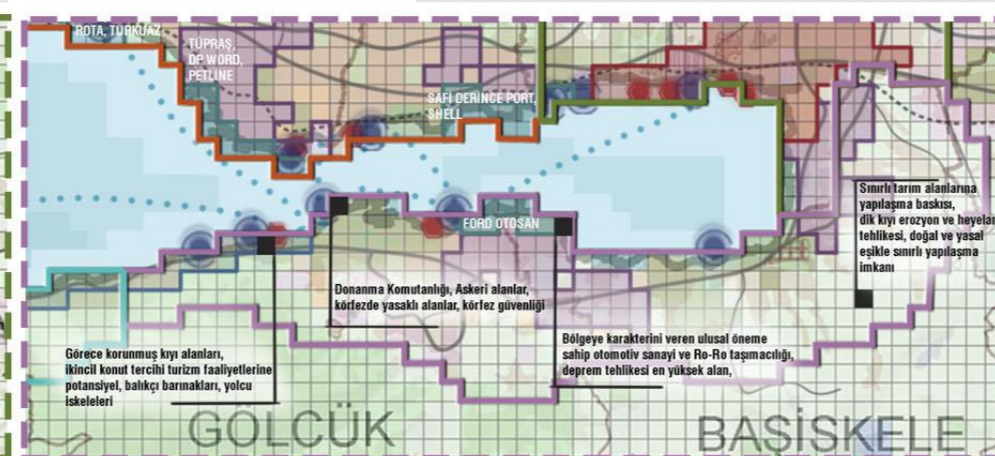 ROTA, TURKUAZ
TÜPRAŞ,
DP WORD,
PETLINE
SAFİ DERİNCE PORT,
SHELL
FORD OTOSAN
Sınırlı tarım alanlarına
yapılaşma baskısı,
dik kıyı erozyon ve heyelan
tehlikesi, doğal ve yasal
eşikle sınırlı yapılaşma
imkanı
Donanma Komutanlığı, Askeri alanlar,
körfezde yasaklı alanlar, körfez güvenliği
Bölgeye karakterini veren ulusal öneme
sahip otomotiv sanayi ve Ro-Ro taşımacılığı,
deprem tehlikesi en yüksek alan,
Görece korunmuş kıyı alanları,
ikincil konut tercihi turizm faaliyetlerine
potansiyel, balıkçı barınakları, yolcu
iskeleleri
GÖLCÜK
BAŞİSKELE